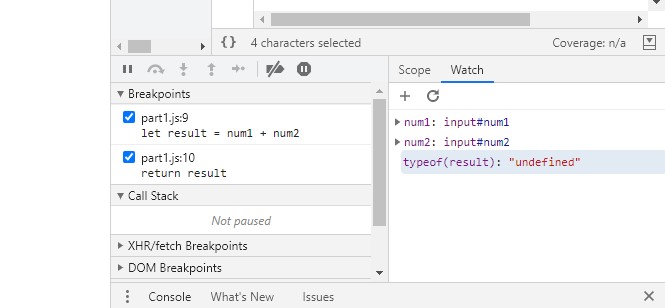 {} 4 characters selected Coverage: n/a
Scope Watch
Breakpoints
part1.js:9
let result = num1 + num2
part1.js:10
return result
Call Stack
Not paused
XHR/fetch Breakpoints
DOM Breakpoints
num1: input#num1
num2: input#num2
typeof(result): "undefined"
Console What's New Issues